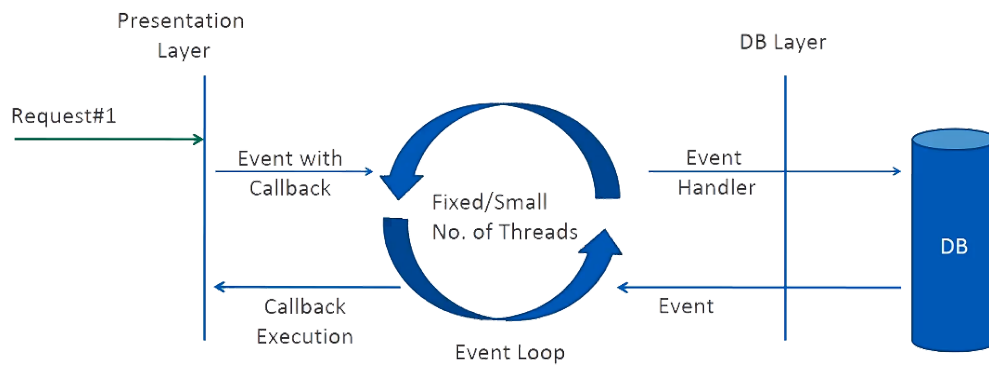 Presentation
Layer
DB Layer
Request#1
Event with
Callback
Event
Handler
Fixed/Small
No. of Threads
DB
Callback
Execution
Event
Event Loop